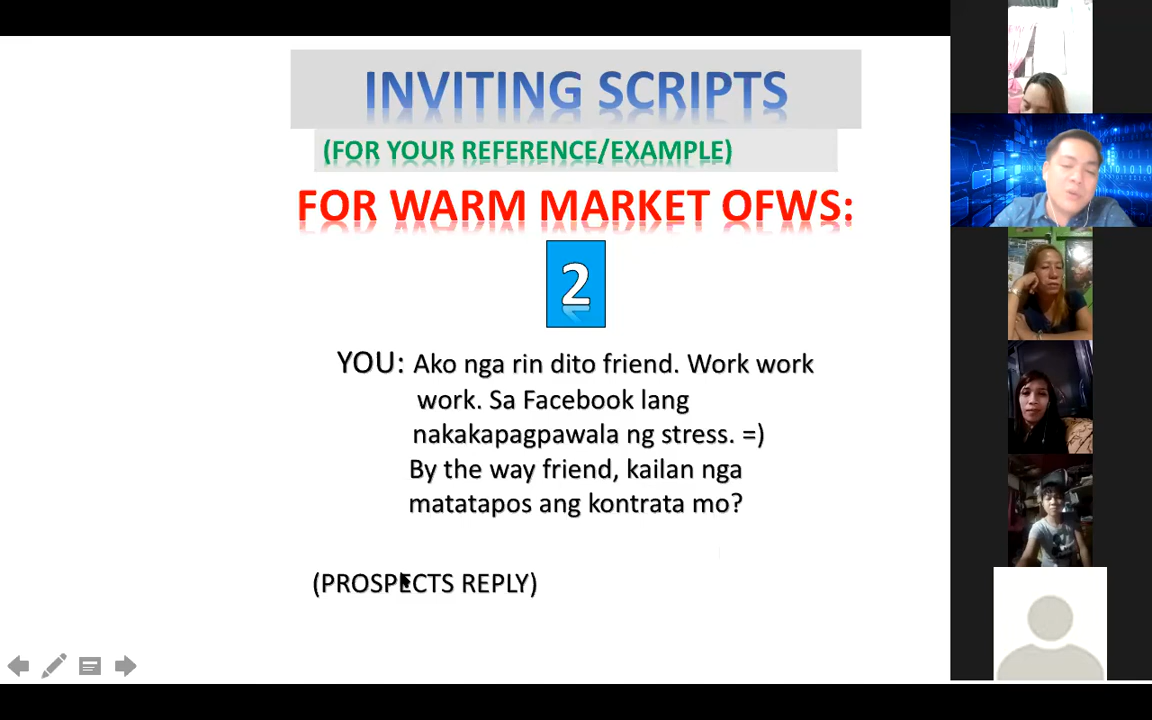 INVITING SCRIPTS
(FOR YOUR REFERENCE/EXAMPLE)
FOR WARM MARKET OFWS:
2
YOU: Ako nga rin dito friend. Work work
work. Sa Facebook lang
nakakapagpawala ng stress. =)
By the way friend, kailan nga
matatapos ang kontrata mo?
(PROSPECTS REPLY)